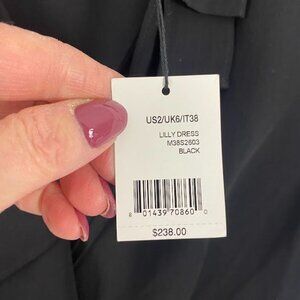 US2/UK6/IT38
LILLY DRESS
M38S2603
BLACK
8 01439 70860 0
$238.00